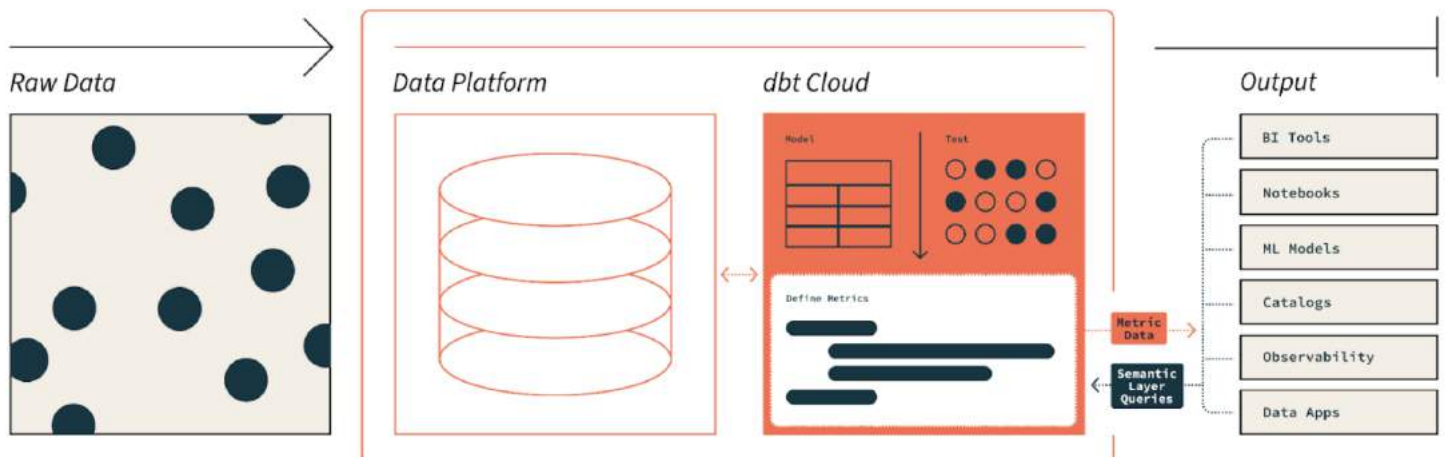 Raw Data
Data Platform
dbt Cloud
Output
Model
Test
Define Metrics
Metric
Data
Semantic
Layer
Queries
BI Tools
Notebooks
ML Models
Catalogs
Observability
Data Apps